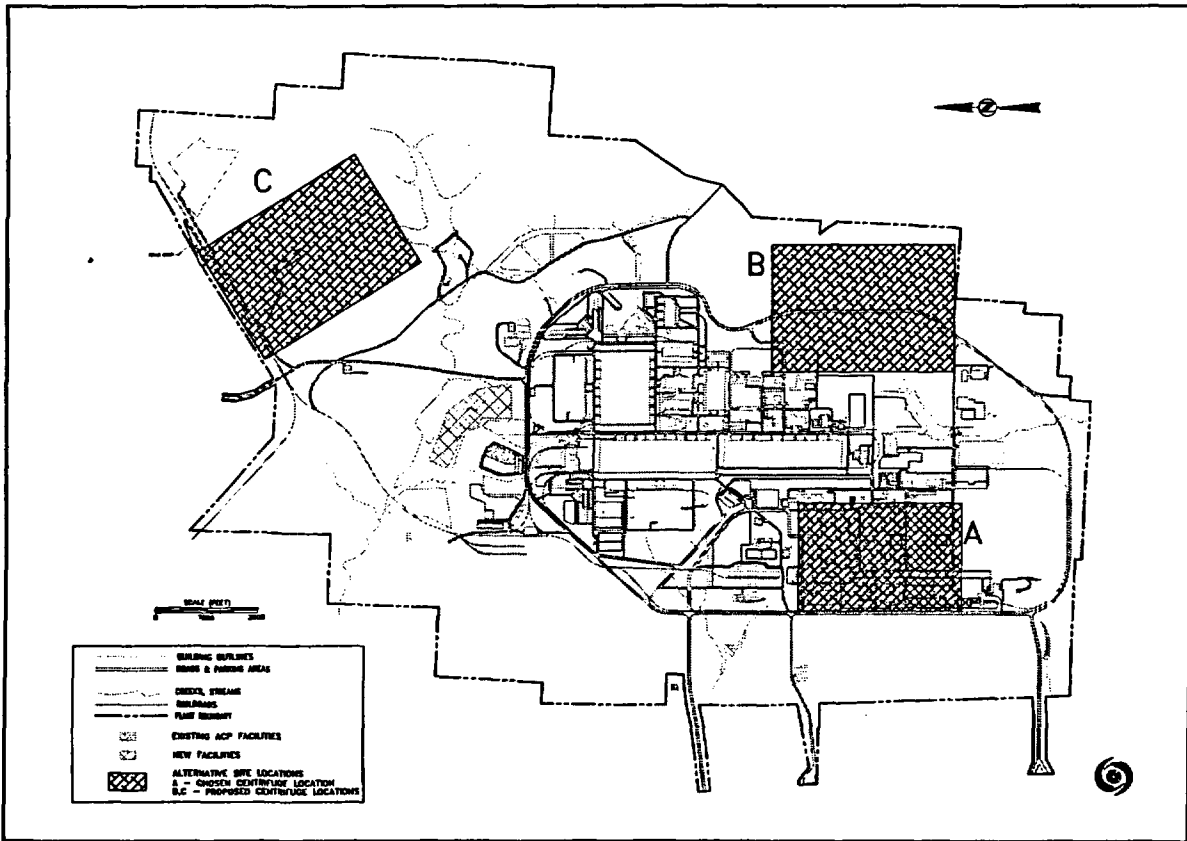 Z
C
B
A
SCALE (FEET)
0 1000 2000
BUILDING OUTLINES
ROADS & PARKING AREAS
CREEKS, STREAMS
RAILROADS
PLANT BOUNDARY
EXISTING ACP FACILITIES
NEW FACILITIES
ALTERNATIVE SITE LOCATIONS
A - CHOSEN CENTRIFUGE LOCATION
B,C - PROPOSED CENTRIFUGE LOCATIONS